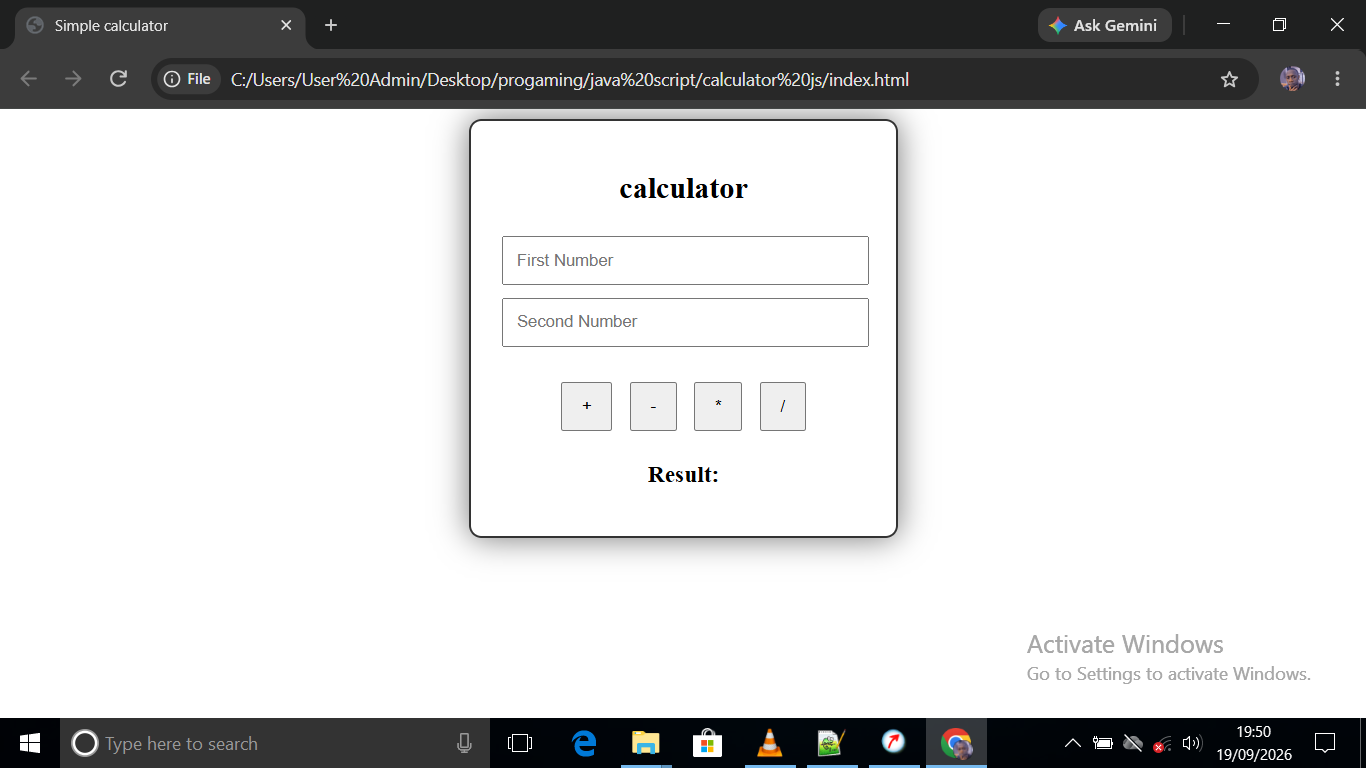 Simple calculator
Ask Gemini
File
C:/Users/User%20Admin/Desktop/progaming/java%20script/calculator%20js/index.html
calculator
First Number
Second Number
+ - * /
Result:
Activate Windows
Go to Settings to activate Windows.
Type here to search
19:50
19/09/2026